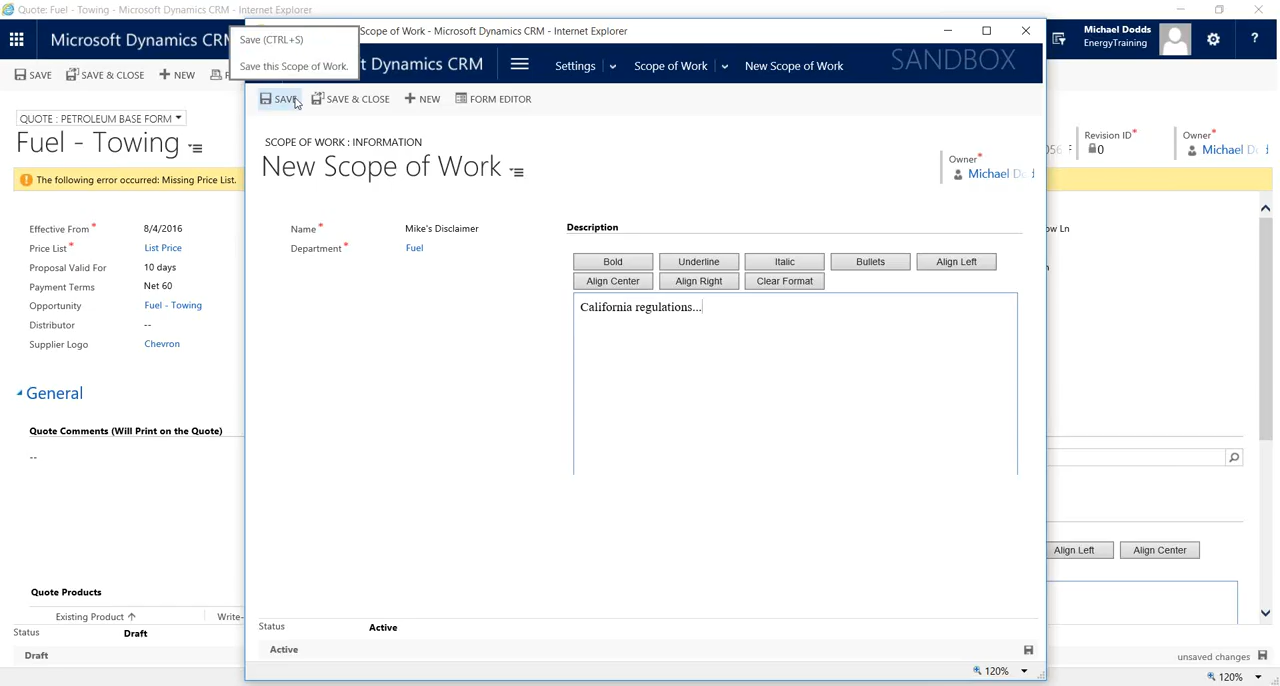 Quote: Fuel - Towing - Microsoft Dynamics CRM - Internet Explorer
Microsoft Dynamics CRM
Michael Dodds
EnergyTraining
?
SAVE
SAVE & CLOSE
NEW
QUOTE : PETROLEUM BASE FORM
Fuel - Towing
Revision ID*
0
Owner*
Michael
The following error occurred: Missing Price List.
Effective From* 8/4/2016
Price List* List Price
Proposal Valid For 10 days
Payment Terms Net 60
Opportunity Fuel - Towing
Distributor --
Supplier Logo Chevron
General
Quote Comments (Will Print on the Quote)
--
Quote Products
Existing Product
Write-
Status Draft
Draft
Ln
Align Left
Align Center
unsaved changes
120%
Scope of Work - Microsoft Dynamics CRM - Internet Explorer
Save (CTRL+S)
Save this Scope of Work.
Dynamics CRM
Settings
Scope of Work
New Scope of Work
SANDBOX
SAVE
SAVE & CLOSE
NEW
FORM EDITOR
SCOPE OF WORK : INFORMATION
New Scope of Work
Owner*
Michael
Name* Mike's Disclaimer
Department* Fuel
Description
Bold
Underline
Italic
Bullets
Align Left
Align Center
Align Right
Clear Format
California regulations...
Status Active
Active
120%